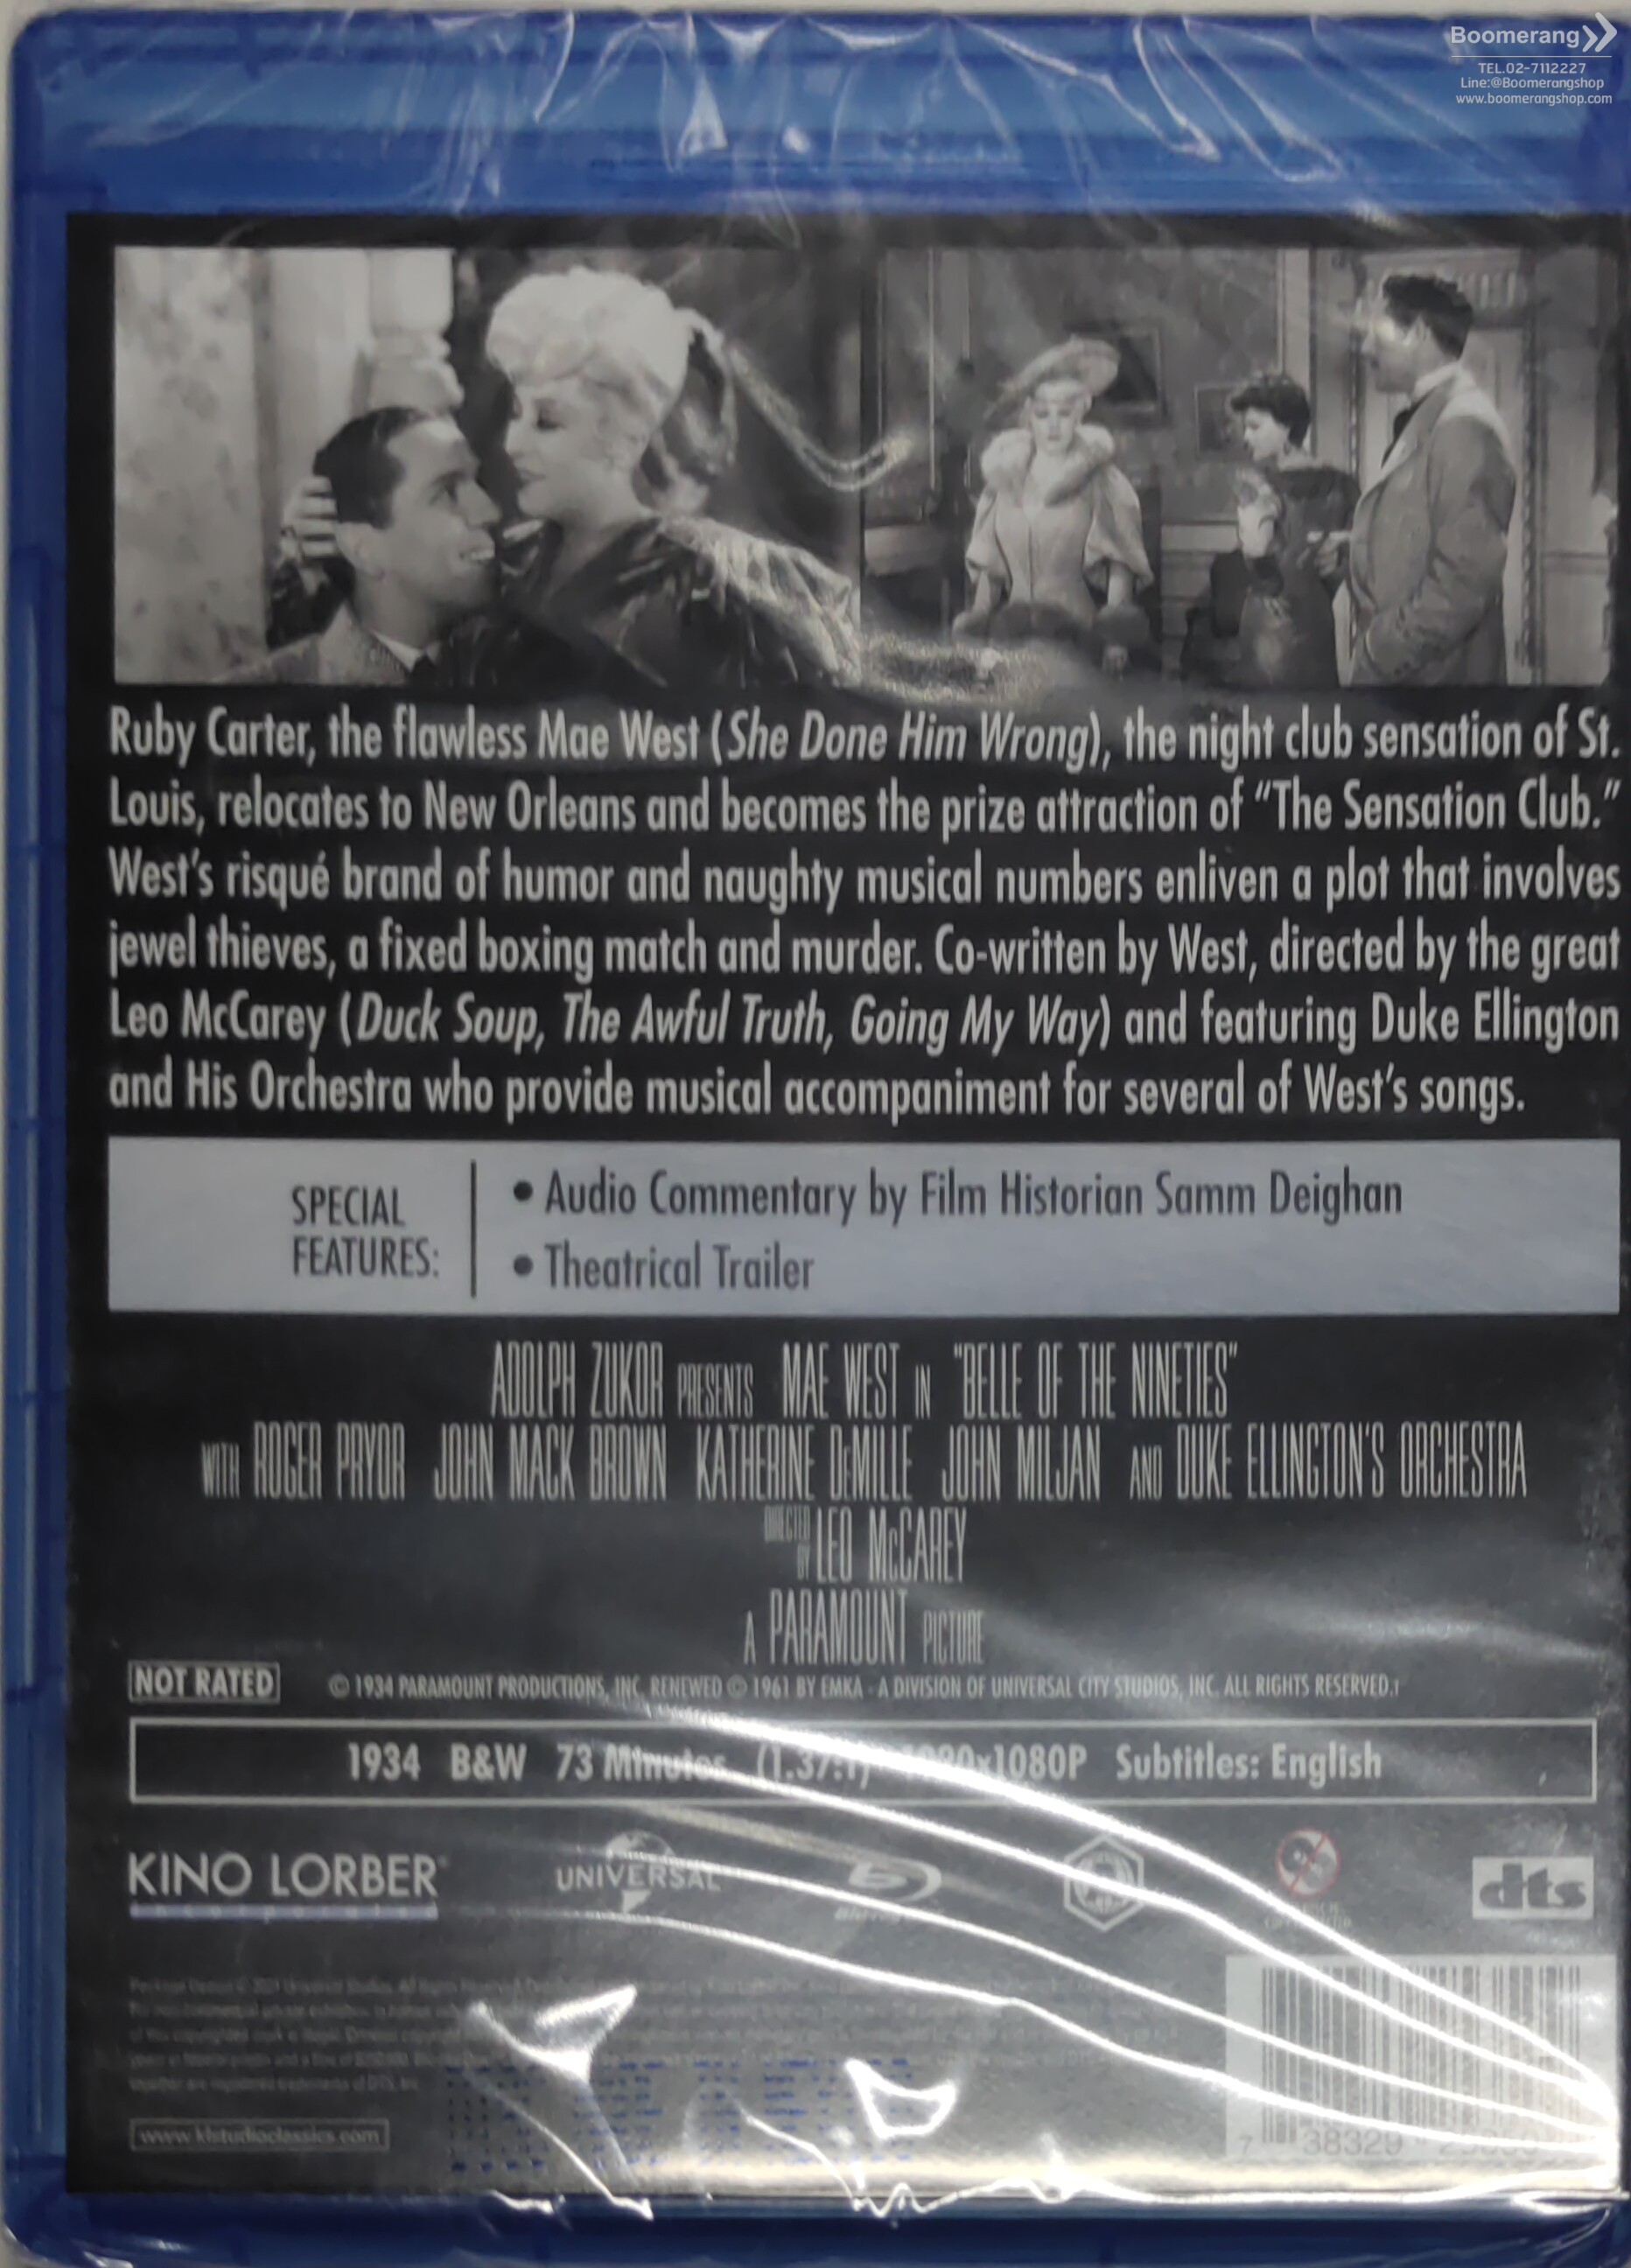 Boomerang
TEL.02-7112227
Line:@Boomerangshop
www.boomerangshop.com
Ruby Carter, the flawless Mae West (She Done Him Wrong), the night club sensation of St.
Louis, relocates to New Orleans and becomes the prize attraction of “The Sensation Club.”
West’s risqué brand of humor and naughty musical numbers enliven a plot that involves
jewel thieves, a fixed boxing match and murder. Co-written by West, directed by the great
Leo McCarey (Duck Soup, The Awful Truth, Going My Way) and featuring Duke Ellington
and His Orchestra who provide musical accompaniment for several of West’s songs.
SPECIAL
FEATURES:
• Audio Commentary by Film Historian Samm Deighan
• Theatrical Trailer
ADOLPH ZUKOR PRESENTS MAE WEST IN "BELLE OF THE NINETIES"
WITH ROGER PRYOR JOHN MACK BROWN KATHERINE DeMILLE JOHN MILJAN AND DUKE ELLINGTON'S ORCHESTRA
DIRECTED BY LEO McCAREY
A PARAMOUNT PICTURE
NOT RATED © 1934 PARAMOUNT PRODUCTIONS, INC. RENEWED © 1961 BY EMKA - A DIVISION OF UNIVERSAL CITY STUDIOS, INC. ALL RIGHTS RESERVED.
1934 B&W 73 Minutes (1.37:1) 1920x1080P Subtitles: English
KINO LORBER UNIVERSAL Blu-ray dts
incorporated
www.klstudioclassics.com
7 38329